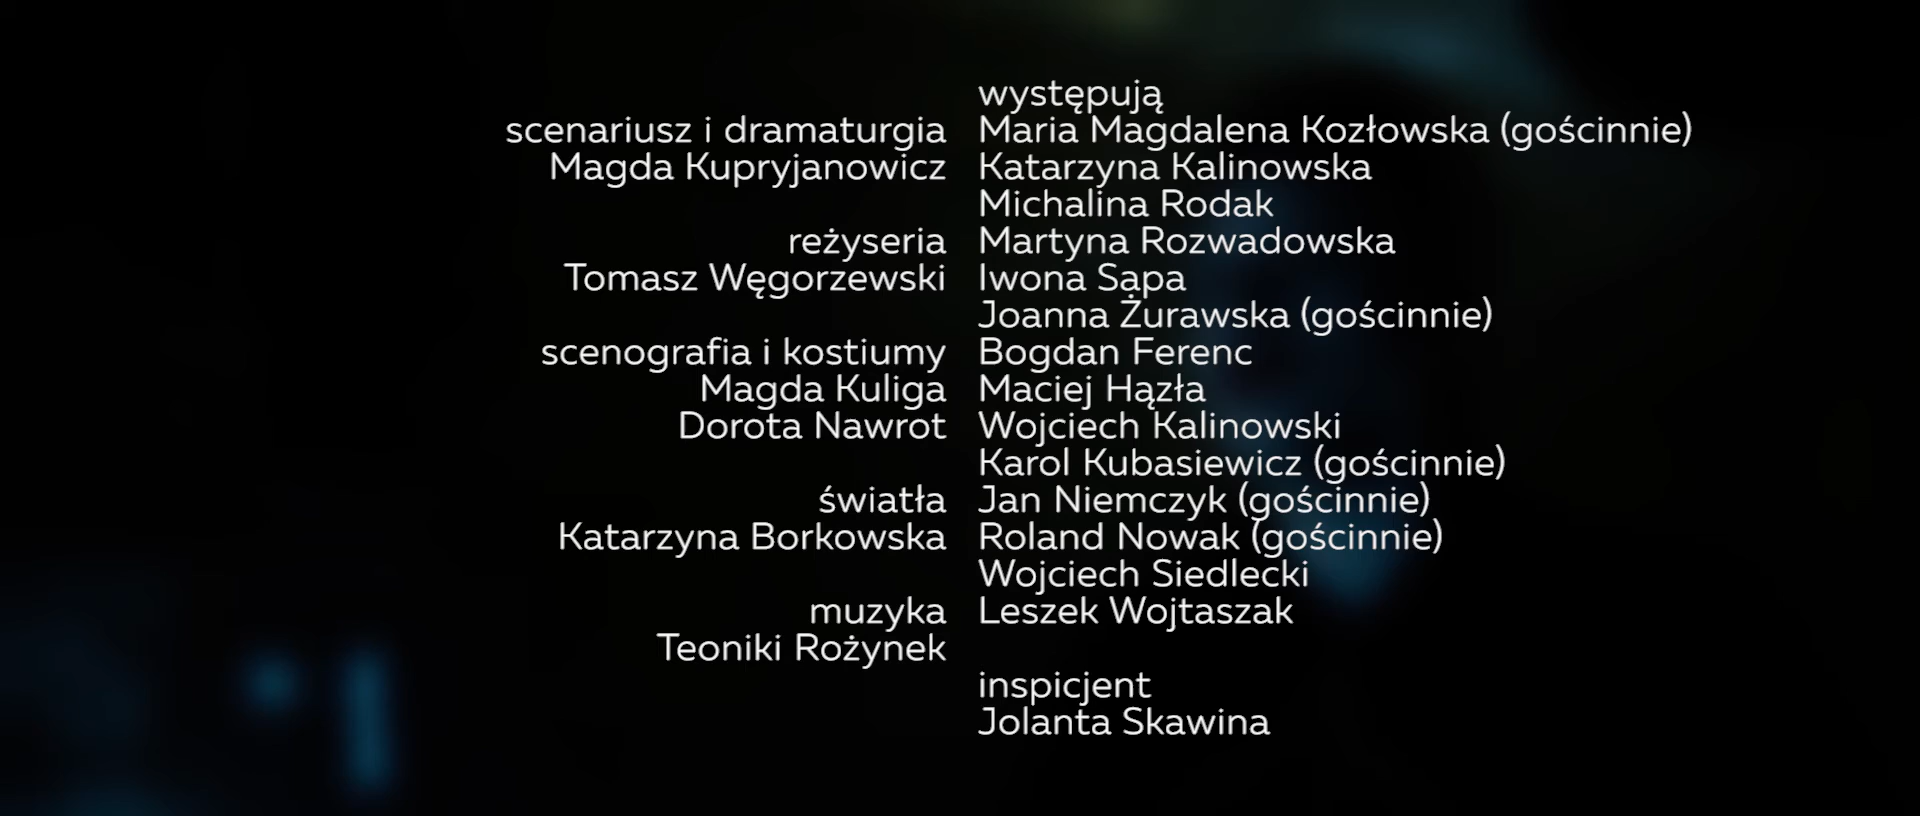 scenariusz i dramaturgia
Magda Kupryjanowicz
reżyseria
Tomasz Węgorzewski
scenografia i kostiumy
Magda Kuliga
Dorota Nawrot
światła
Katarzyna Borkowska
muzyka
Teoniki Rożynek
występują
Maria Magdalena Kozłowska (gościnnie)
Katarzyna Kalinowska
Michalina Rodak
Martyna Rozwadowska
Iwona Sapa
Joanna Żurawska (gościnnie)
Bogdan Ferenc
Maciej Hązła
Wojciech Kalinowski
Karol Kubasiewicz (gościnnie)
Jan Niemczyk (gościnnie)
Roland Nowak (gościnnie)
Wojciech Siedlecki
Leszek Wojtaszak
inspicjent
Jolanta Skawina